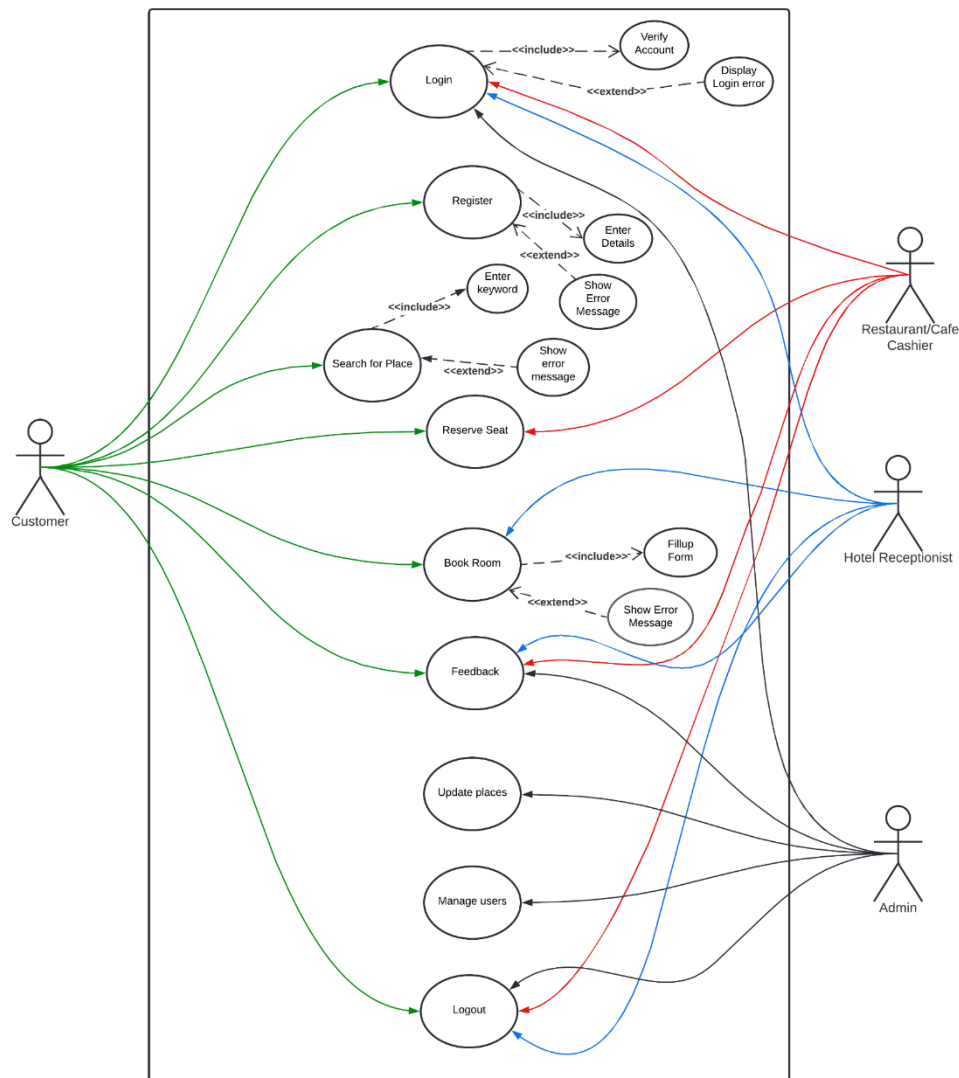 Verify
Account
<<include>>
Login
Display
Login error
<<extend>>
Register
<<include>>
Enter
Details
<<extend>>
Show
Error
Message
Enter
keyword
<<include>>
Search for Place
<<extend>>
Show
error
message
Restaurant/Cafe
Cashier
Reserve Seat
Customer
Book Room
<<include>>
Fillup
Form
<<extend>>
Show Error
Message
Hotel Receptionist
Feedback
Update places
Manage users
Admin
Logout